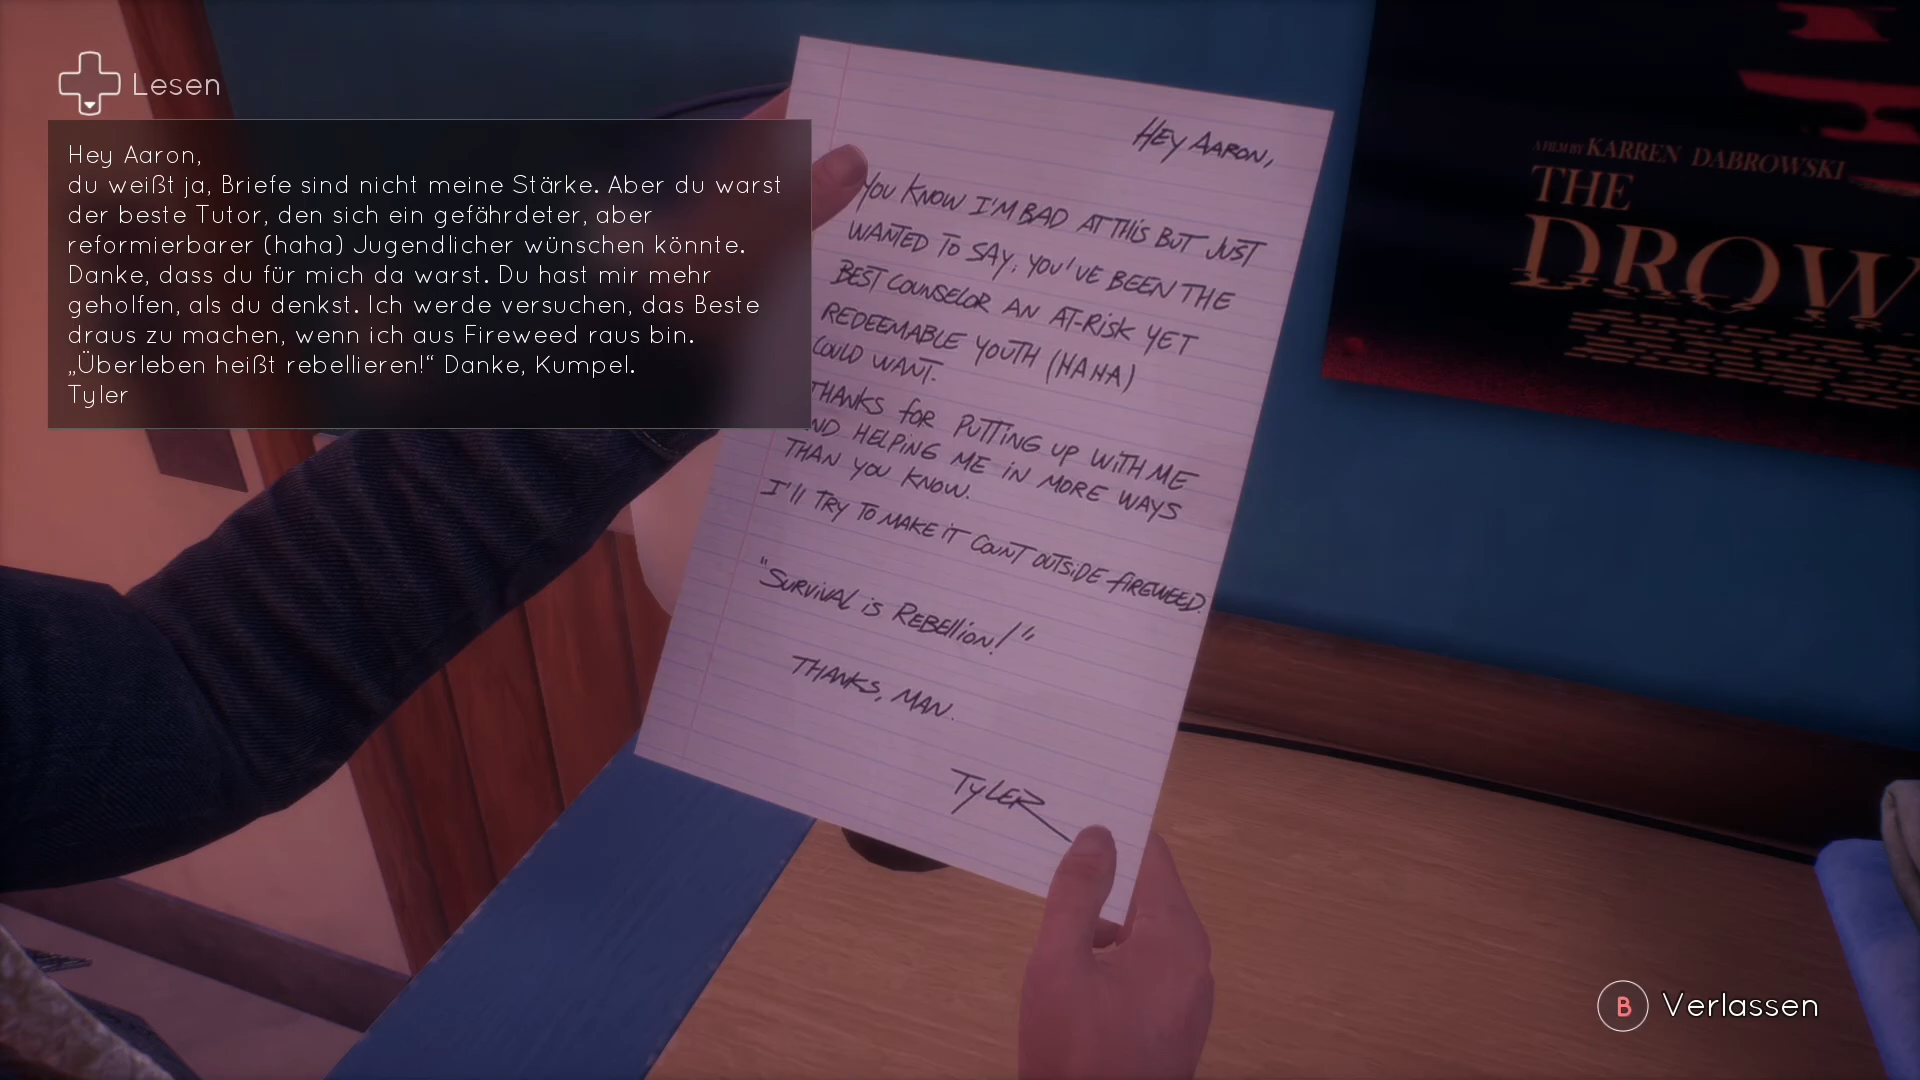 Lesen
Hey Aaron,
du weißt ja, Briefe sind nicht meine Stärke. Aber du warst
der beste Tutor, den sich ein gefährdeter, aber
reformierbarer (haha) Jugendlicher wünschen könnte.
Danke, dass du für mich da warst. Du hast mir mehr
geholfen, als du denkst. Ich werde versuchen, das Beste
draus zu machen, wenn ich aus Fireweed raus bin.
„Überleben heißt rebellieren!“ Danke, Kumpel.
Tyler
HEY AARON,
YOU KNOW I'M BAD AT THIS BUT JUST
WANTED TO SAY: YOU'VE BEEN THE
BEST COUNSELOR AN AT-RISK YET
REDEEMABLE YOUTH (HAHA)
COULD WANT.
THANKS FOR PUTTING UP WITH ME
AND HELPING ME IN MORE WAYS
THAN YOU KNOW.
I'll TRY TO MAKE IT COUNT OUTSIDE FIREWEED.
"SURVIVAL IS REBELLION!"
THANKS, MAN.
TYLER
A FILM BY KARREN DABROWSKI
THE
DROW
B Verlassen